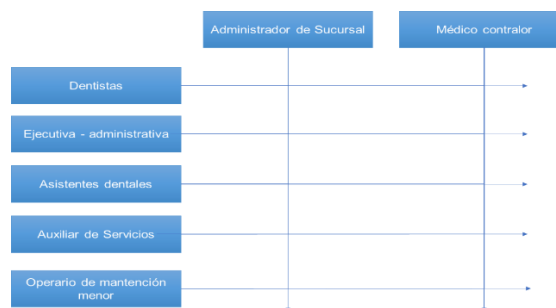 Administrador de Sucursal
Médico contralor
Dentistas
Ejecutiva - administrativa
Asistentes dentales
Auxiliar de Servicios
Operario de mantención
menor